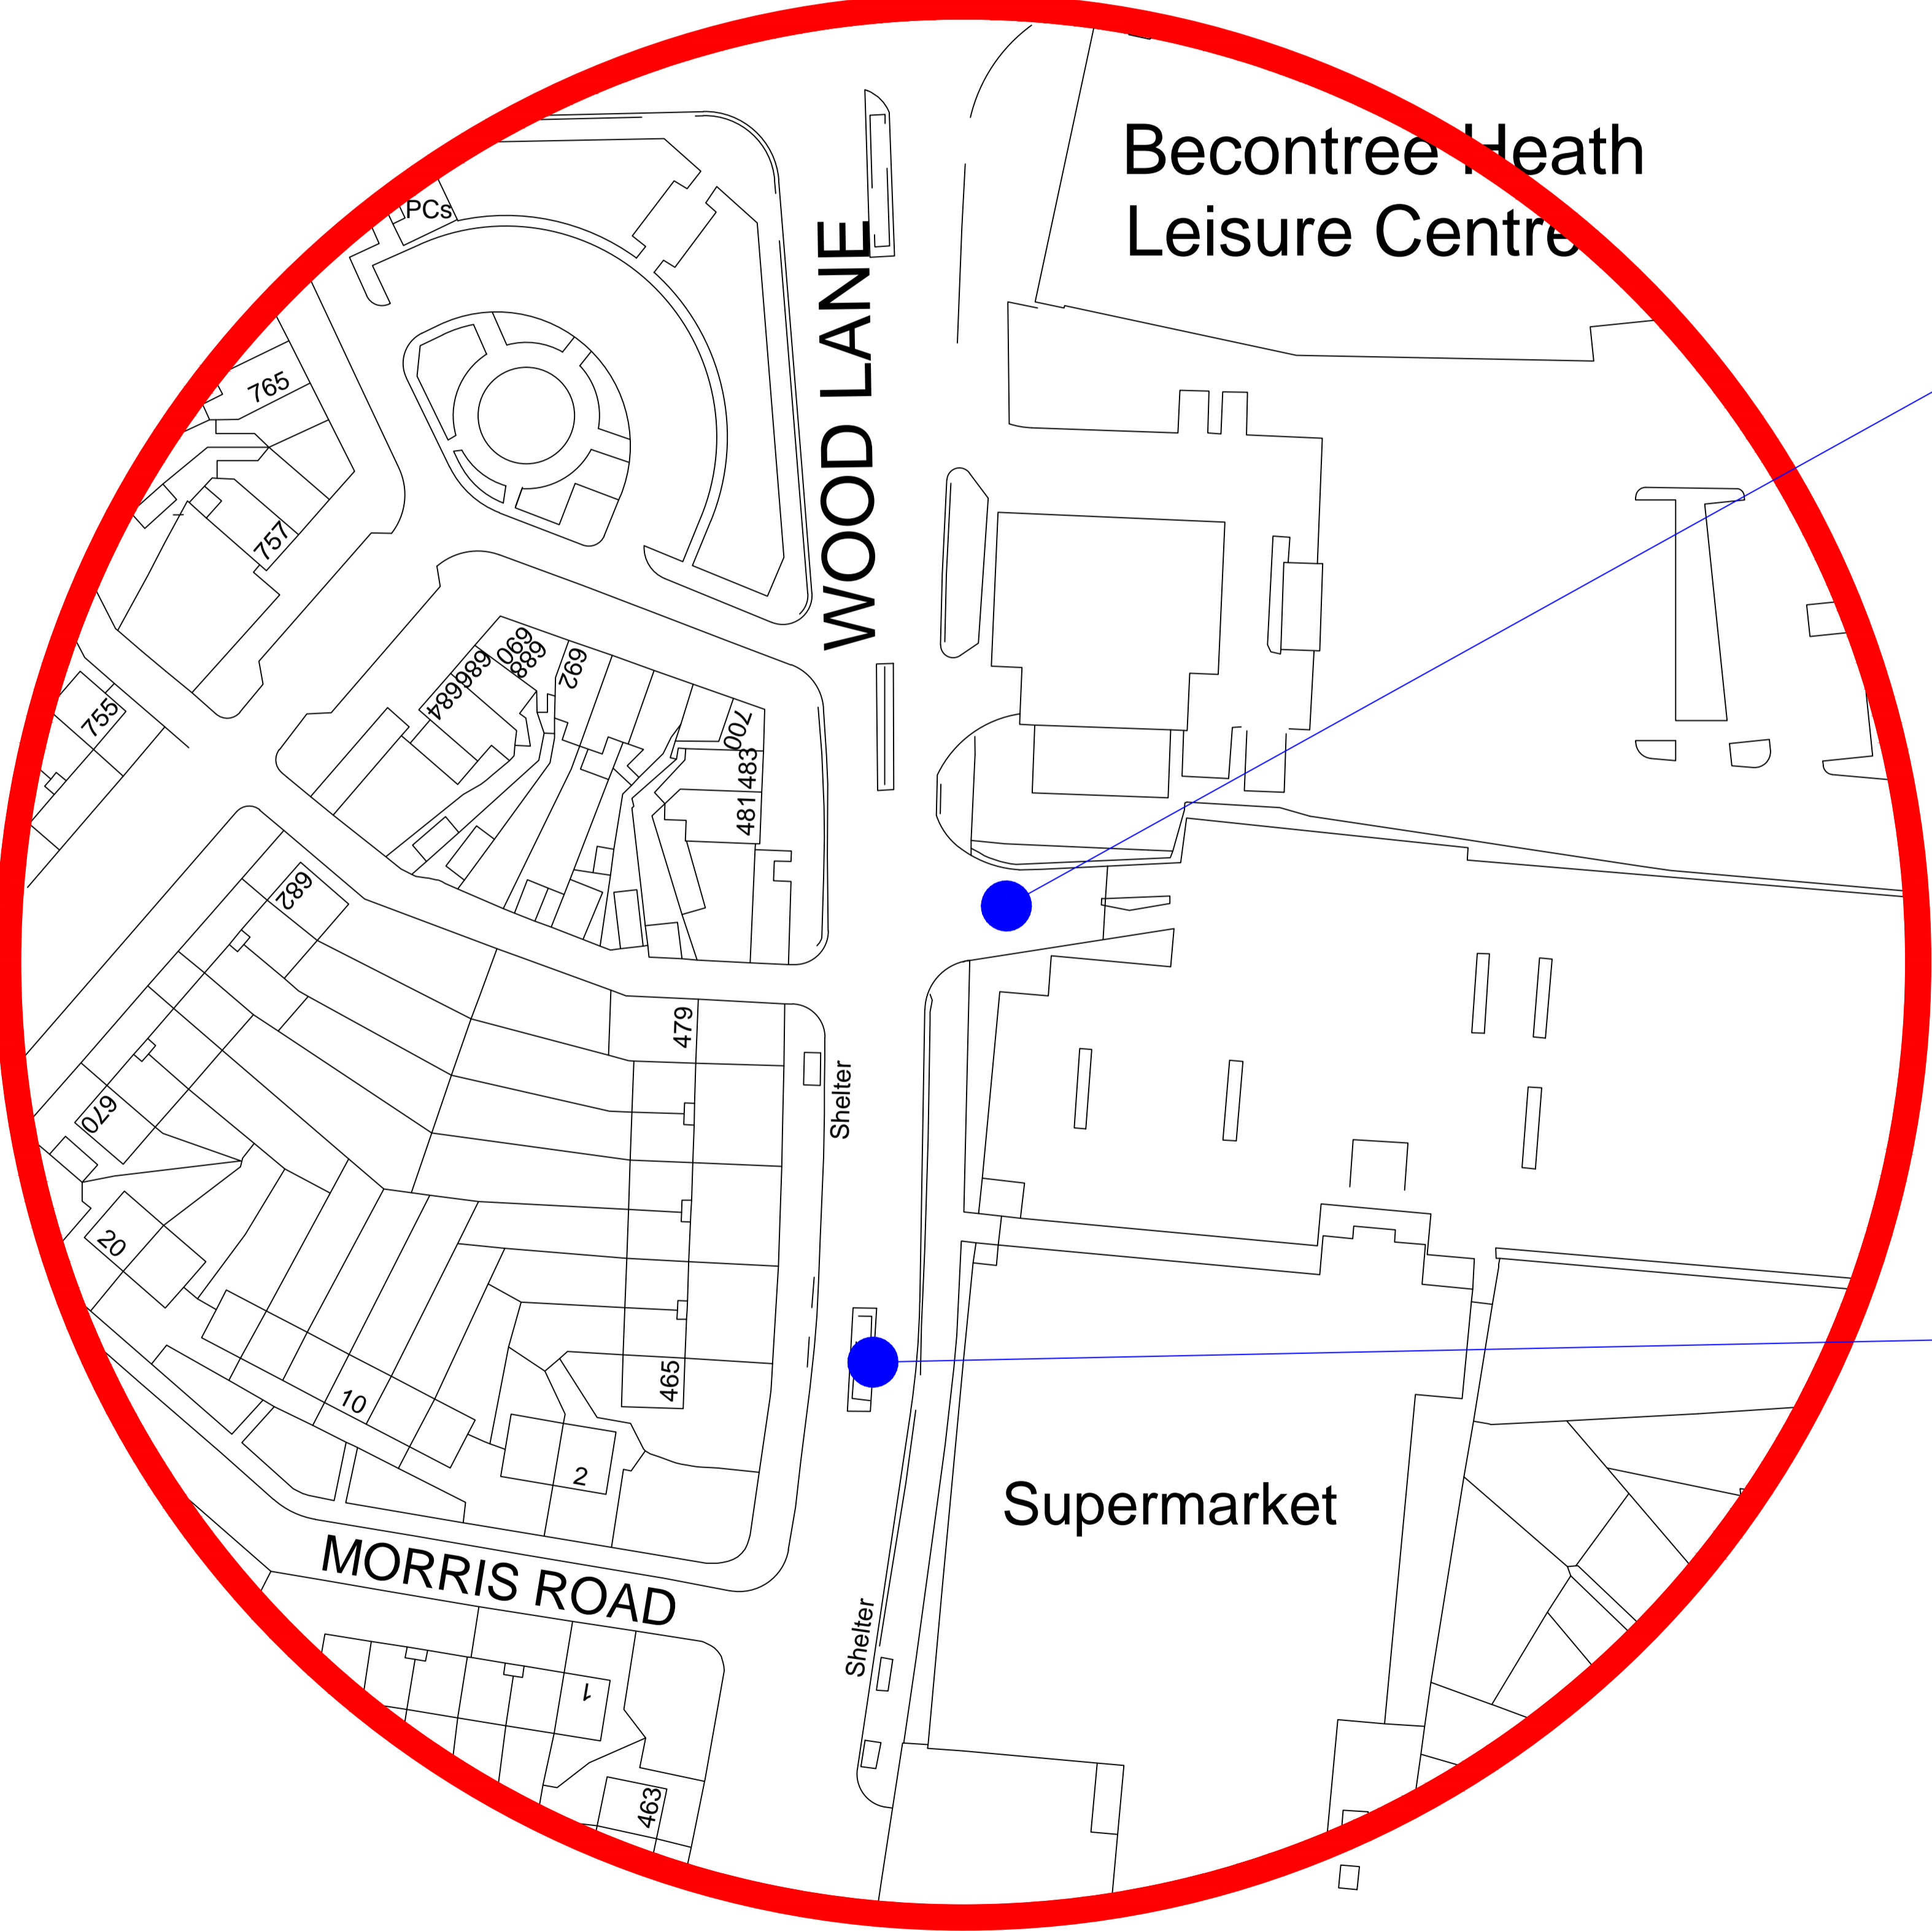 Becontree Heath
Leisure Centre
PCs
WOOD LANE
765
757
755
684
686
688
690
692
700
483
481
682
479
Shelter
670
20
465
10
2
Supermarket
MORRIS ROAD
Shelter
1
463